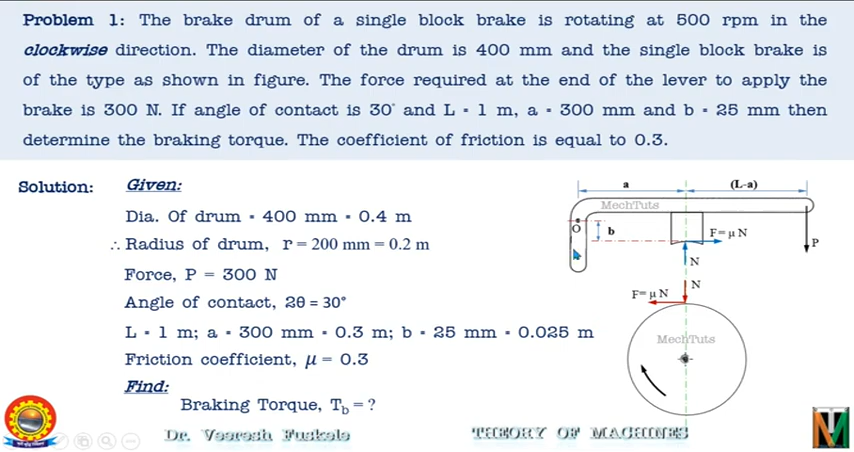 Problem 1: The brake drum of a single block brake is rotating at 500 rpm in the
clockwise direction. The diameter of the drum is 400 mm and the single block brake is
of the type as shown in figure. The force required at the end of the lever to apply the
brake is 300 N. If angle of contact is 30° and L = 1 m, a = 300 mm and b = 25 mm then
determine the braking torque. The coefficient of friction is equal to 0.3.
Solution: Given:
Dia. Of drum = 400 mm = 0.4 m
∴ Radius of drum, r = 200 mm = 0.2 m
Force, P = 300 N
Angle of contact, 2θ = 30°
L = 1 m; a = 300 mm = 0.3 m; b = 25 mm = 0.025 m
Friction coefficient, μ = 0.3
Find:
Braking Torque, T_b = ?
a (L-a)
MechTuts
O b F= μ N
P
N
N
F= μ N
MechTuts
Dr. Veeresh Fuskele THEORY OF MACHINES